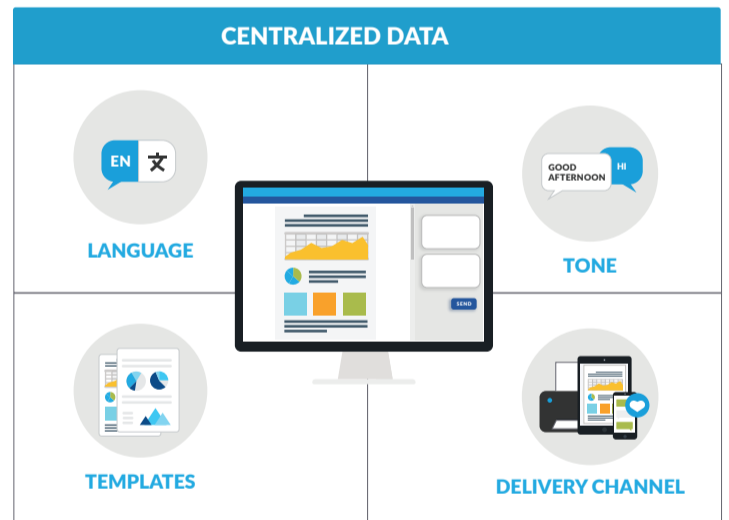 CENTRALIZED DATA
EN 文
LANGUAGE
GOOD
AFTERNOON
HI
TONE
SEND
TEMPLATES
DELIVERY CHANNEL